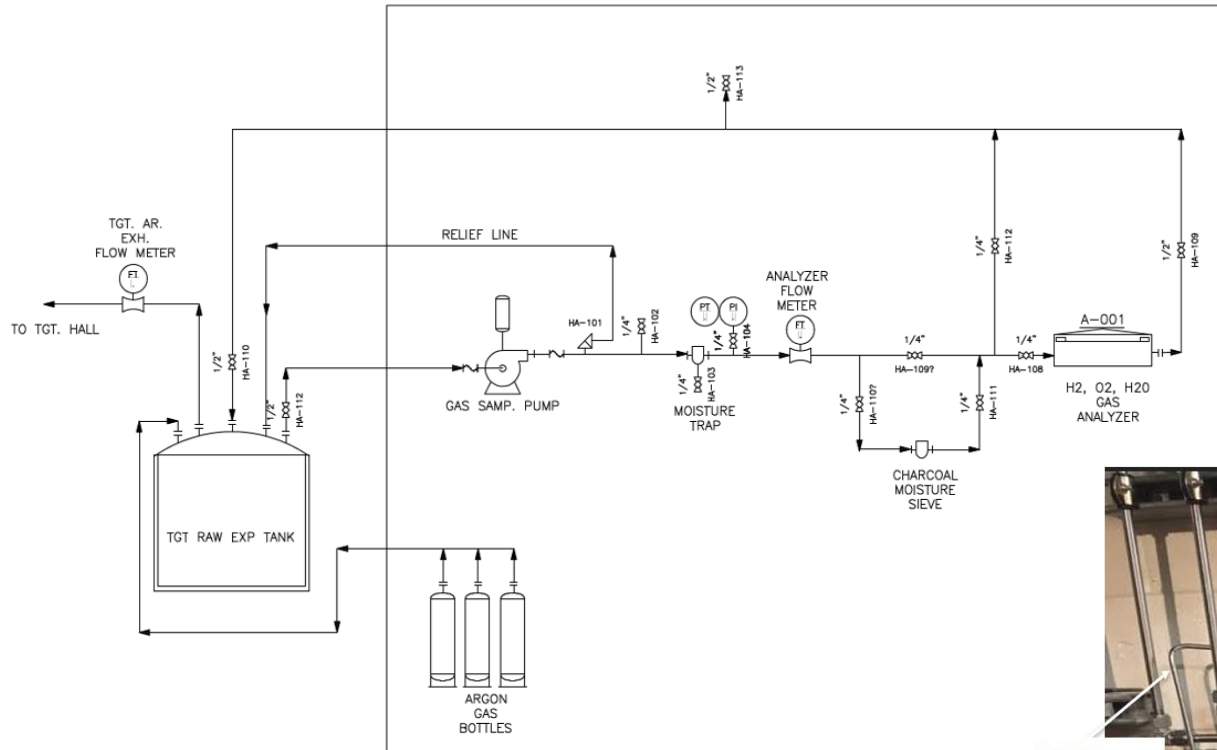 1/2"
HA-113
TGT. AR.
EXH.
FLOW METER
FT
TO TGT. HALL
RELIEF LINE
1/2"
HA-110
1/2"
HA-112
GAS SAMP. PUMP
HA-101
1/4"
HA-102
PT
PI
1/4"
HA-104
1/4"
HA-103
MOISTURE
TRAP
ANALYZER
FLOW
METER
FT
1/4"
HA-109?
1/4"
HA-110?
1/4"
HA-111
CHARCOAL
MOISTURE
SIEVE
1/4"
HA-112
1/4"
HA-108
1/2"
HA-109
A-001
H2, O2, H20
GAS
ANALYZER
TGT RAW EXP TANK
ARGON
GAS
BOTTLES